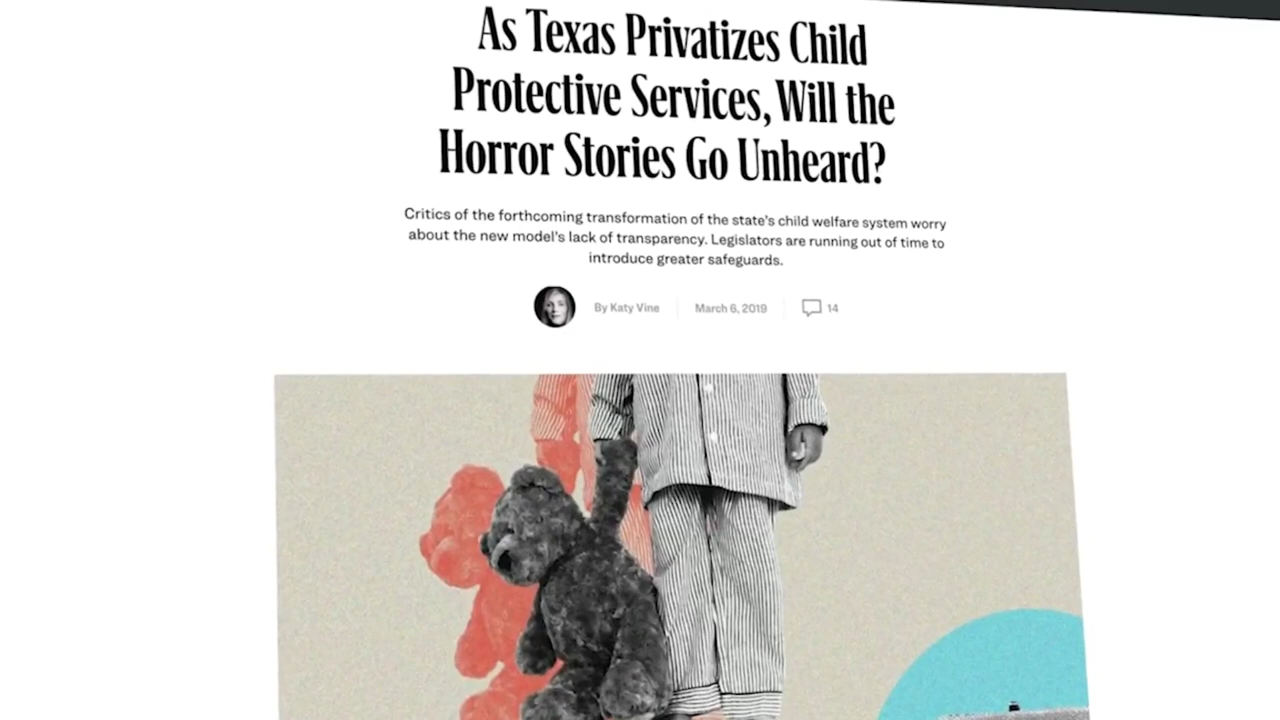 As Texas Privatizes Child
Protective Services, Will the
Horror Stories Go Unheard?
Critics of the forthcoming transformation of the state's child welfare system worry
about the new model's lack of transparency. Legislators are running out of time to
introduce greater safeguards.
By Katy Vine
March 6, 2019
14